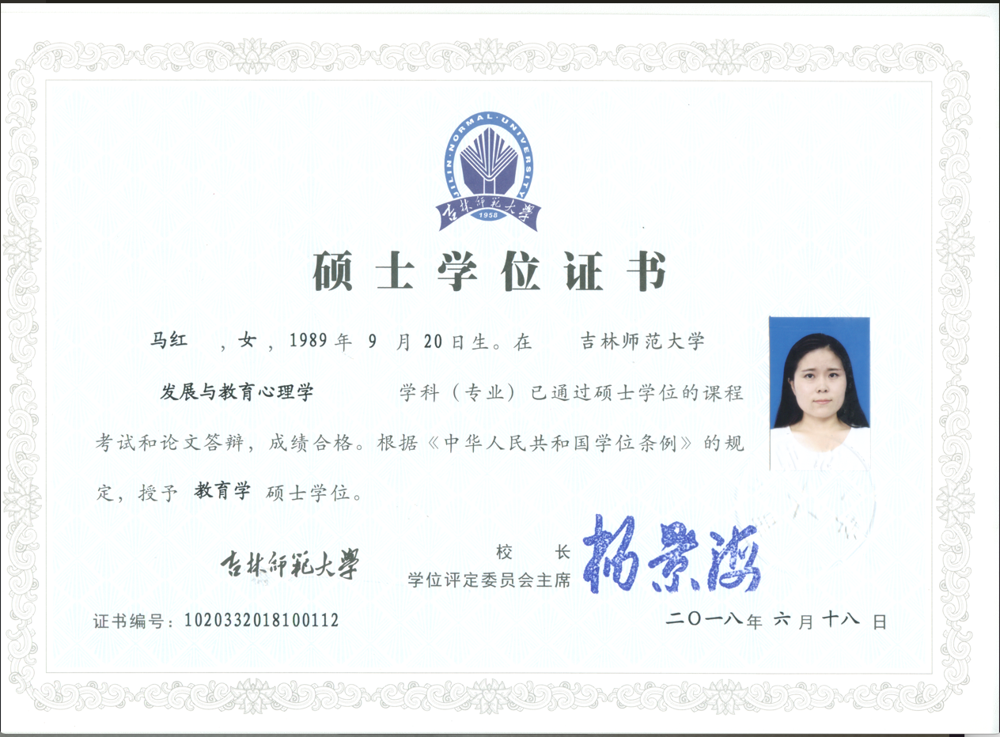 JILIN·NORMAL·UNIVERSITY
吉林师范大学
1958
硕士学位证书
马红 ，女，1989年 9 月 20 日生。在 吉林师范大学
发展与教育心理学 学科（专业）已通过硕士学位的课程
考试和论文答辩，成绩合格。根据《中华人民共和国学位条例》的规
定，授予 教育学 硕士学位。
吉林师范大学
校 长
学位评定委员会主席
杨景海
证书编号：1020332018100112
二〇一八年 六 月 十八 日